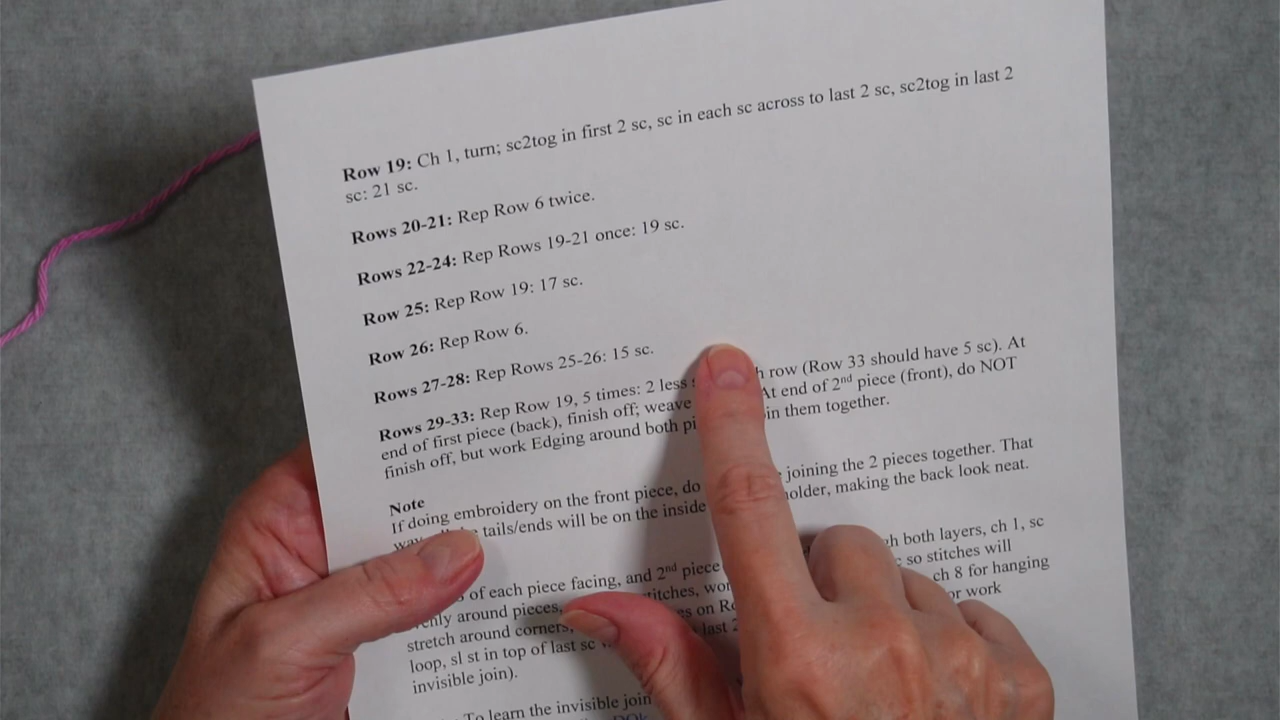 Row 19: Ch 1, turn; sc2tog in first 2 sc, sc in each sc across to last 2 sc, sc2tog in last 2
sc: 21 sc.
Rows 20-21: Rep Row 6 twice.
Rows 22-24: Rep Rows 19-21 once: 19 sc.
Row 25: Rep Row 19: 17 sc.
Row 26: Rep Row 6.
Rows 27-28: Rep Rows 25-26: 15 sc.
Rows 29-33: Rep Row 19, 5 times: 2 less row (Row 33 should have 5 sc). At
end of first piece (back), finish off; weave At end of 2nd piece (front), do NOT
finish off, but work Edging around both them together.
Note
If doing embroidery on the front piece, do joining the 2 pieces together. That
tails/ends will be on the inside making the back look neat.
of each piece facing, and 2nd piece both layers, ch 1, sc
around pieces, so stitches will
stretch around corners, ch 8 for hanging
loop, sl st in top of last sc on last 2 or work
invisible join).
To learn the invisible join